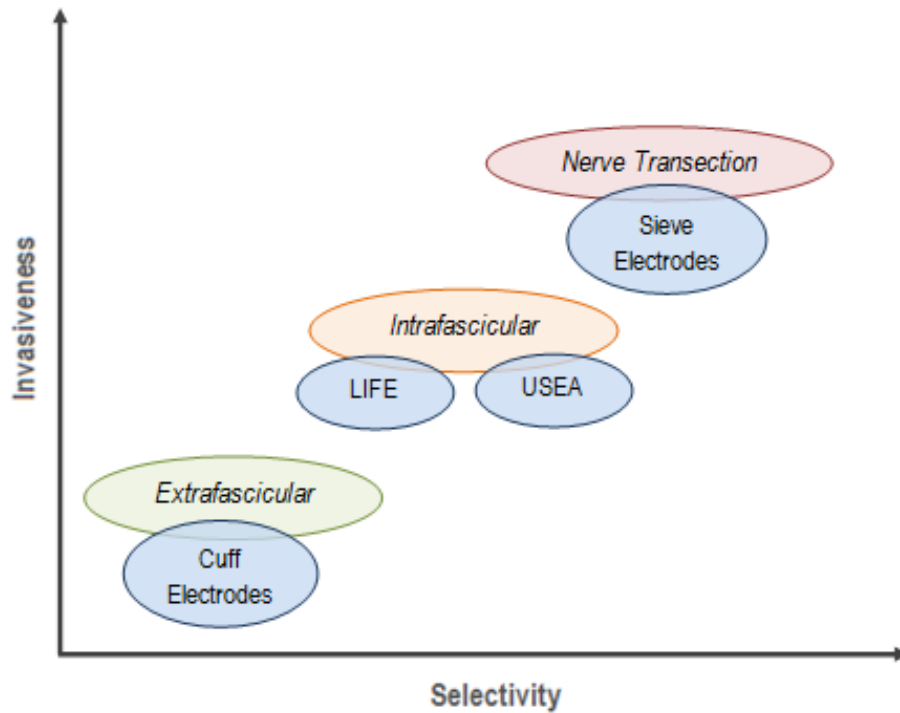 Nerve Transection
Sieve
Electrodes
Invasiveness
Intrafascicular
LIFE
USEA
Extrafascicular
Cuff
Electrodes
Selectivity